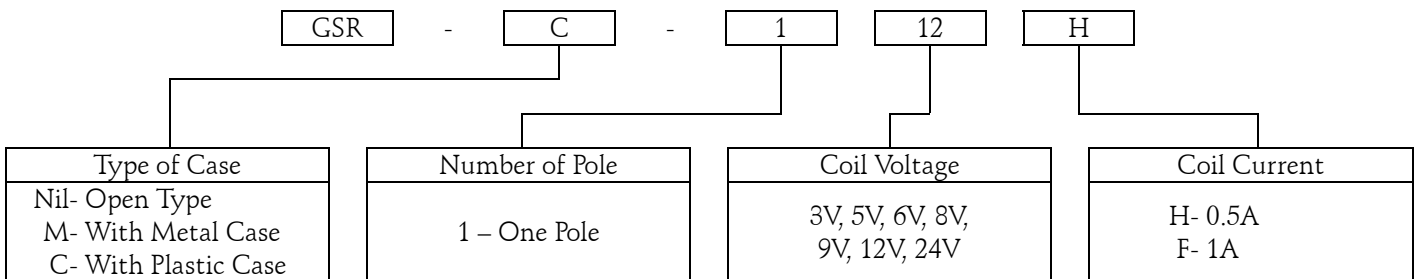 GSR - C - 1 12 H
Type of Case
Nil- Open Type
M- With Metal Case
C- With Plastic Case
Number of Pole
1 – One Pole
Coil Voltage
3V, 5V, 6V, 8V,
9V, 12V, 24V
Coil Current
H- 0.5A
F- 1A